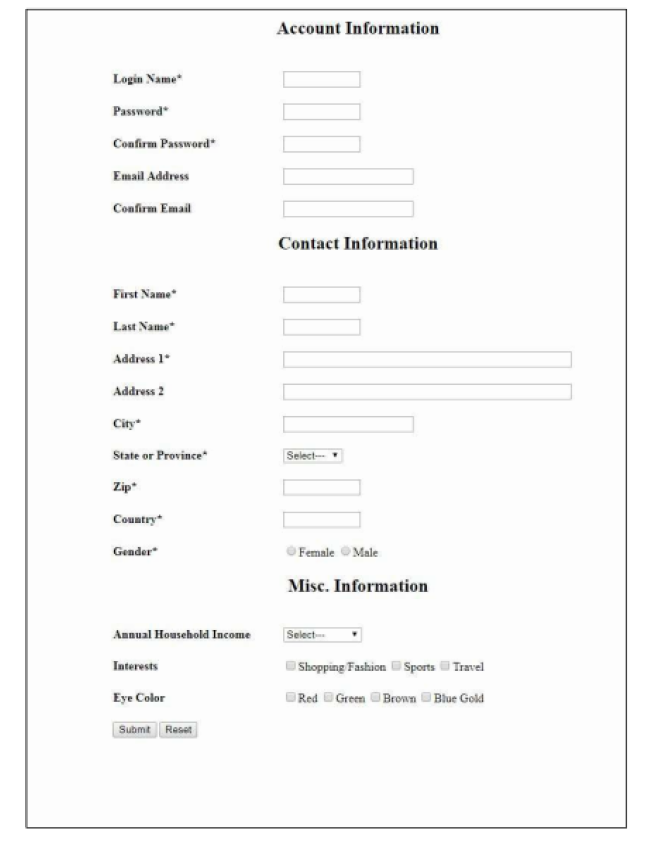 Account Information
Login Name*
Password*
Confirm Password*
Email Address
Confirm Email
Contact Information
First Name*
Last Name*
Address 1*
Address 2
City*
State or Province* Select---
Zip*
Country*
Gender* Female Male
Misc. Information
Annual Household Income Select---
Interests Shopping/Fashion Sports Travel
Eye Color Red Green Brown Blue Gold
Submit Reset